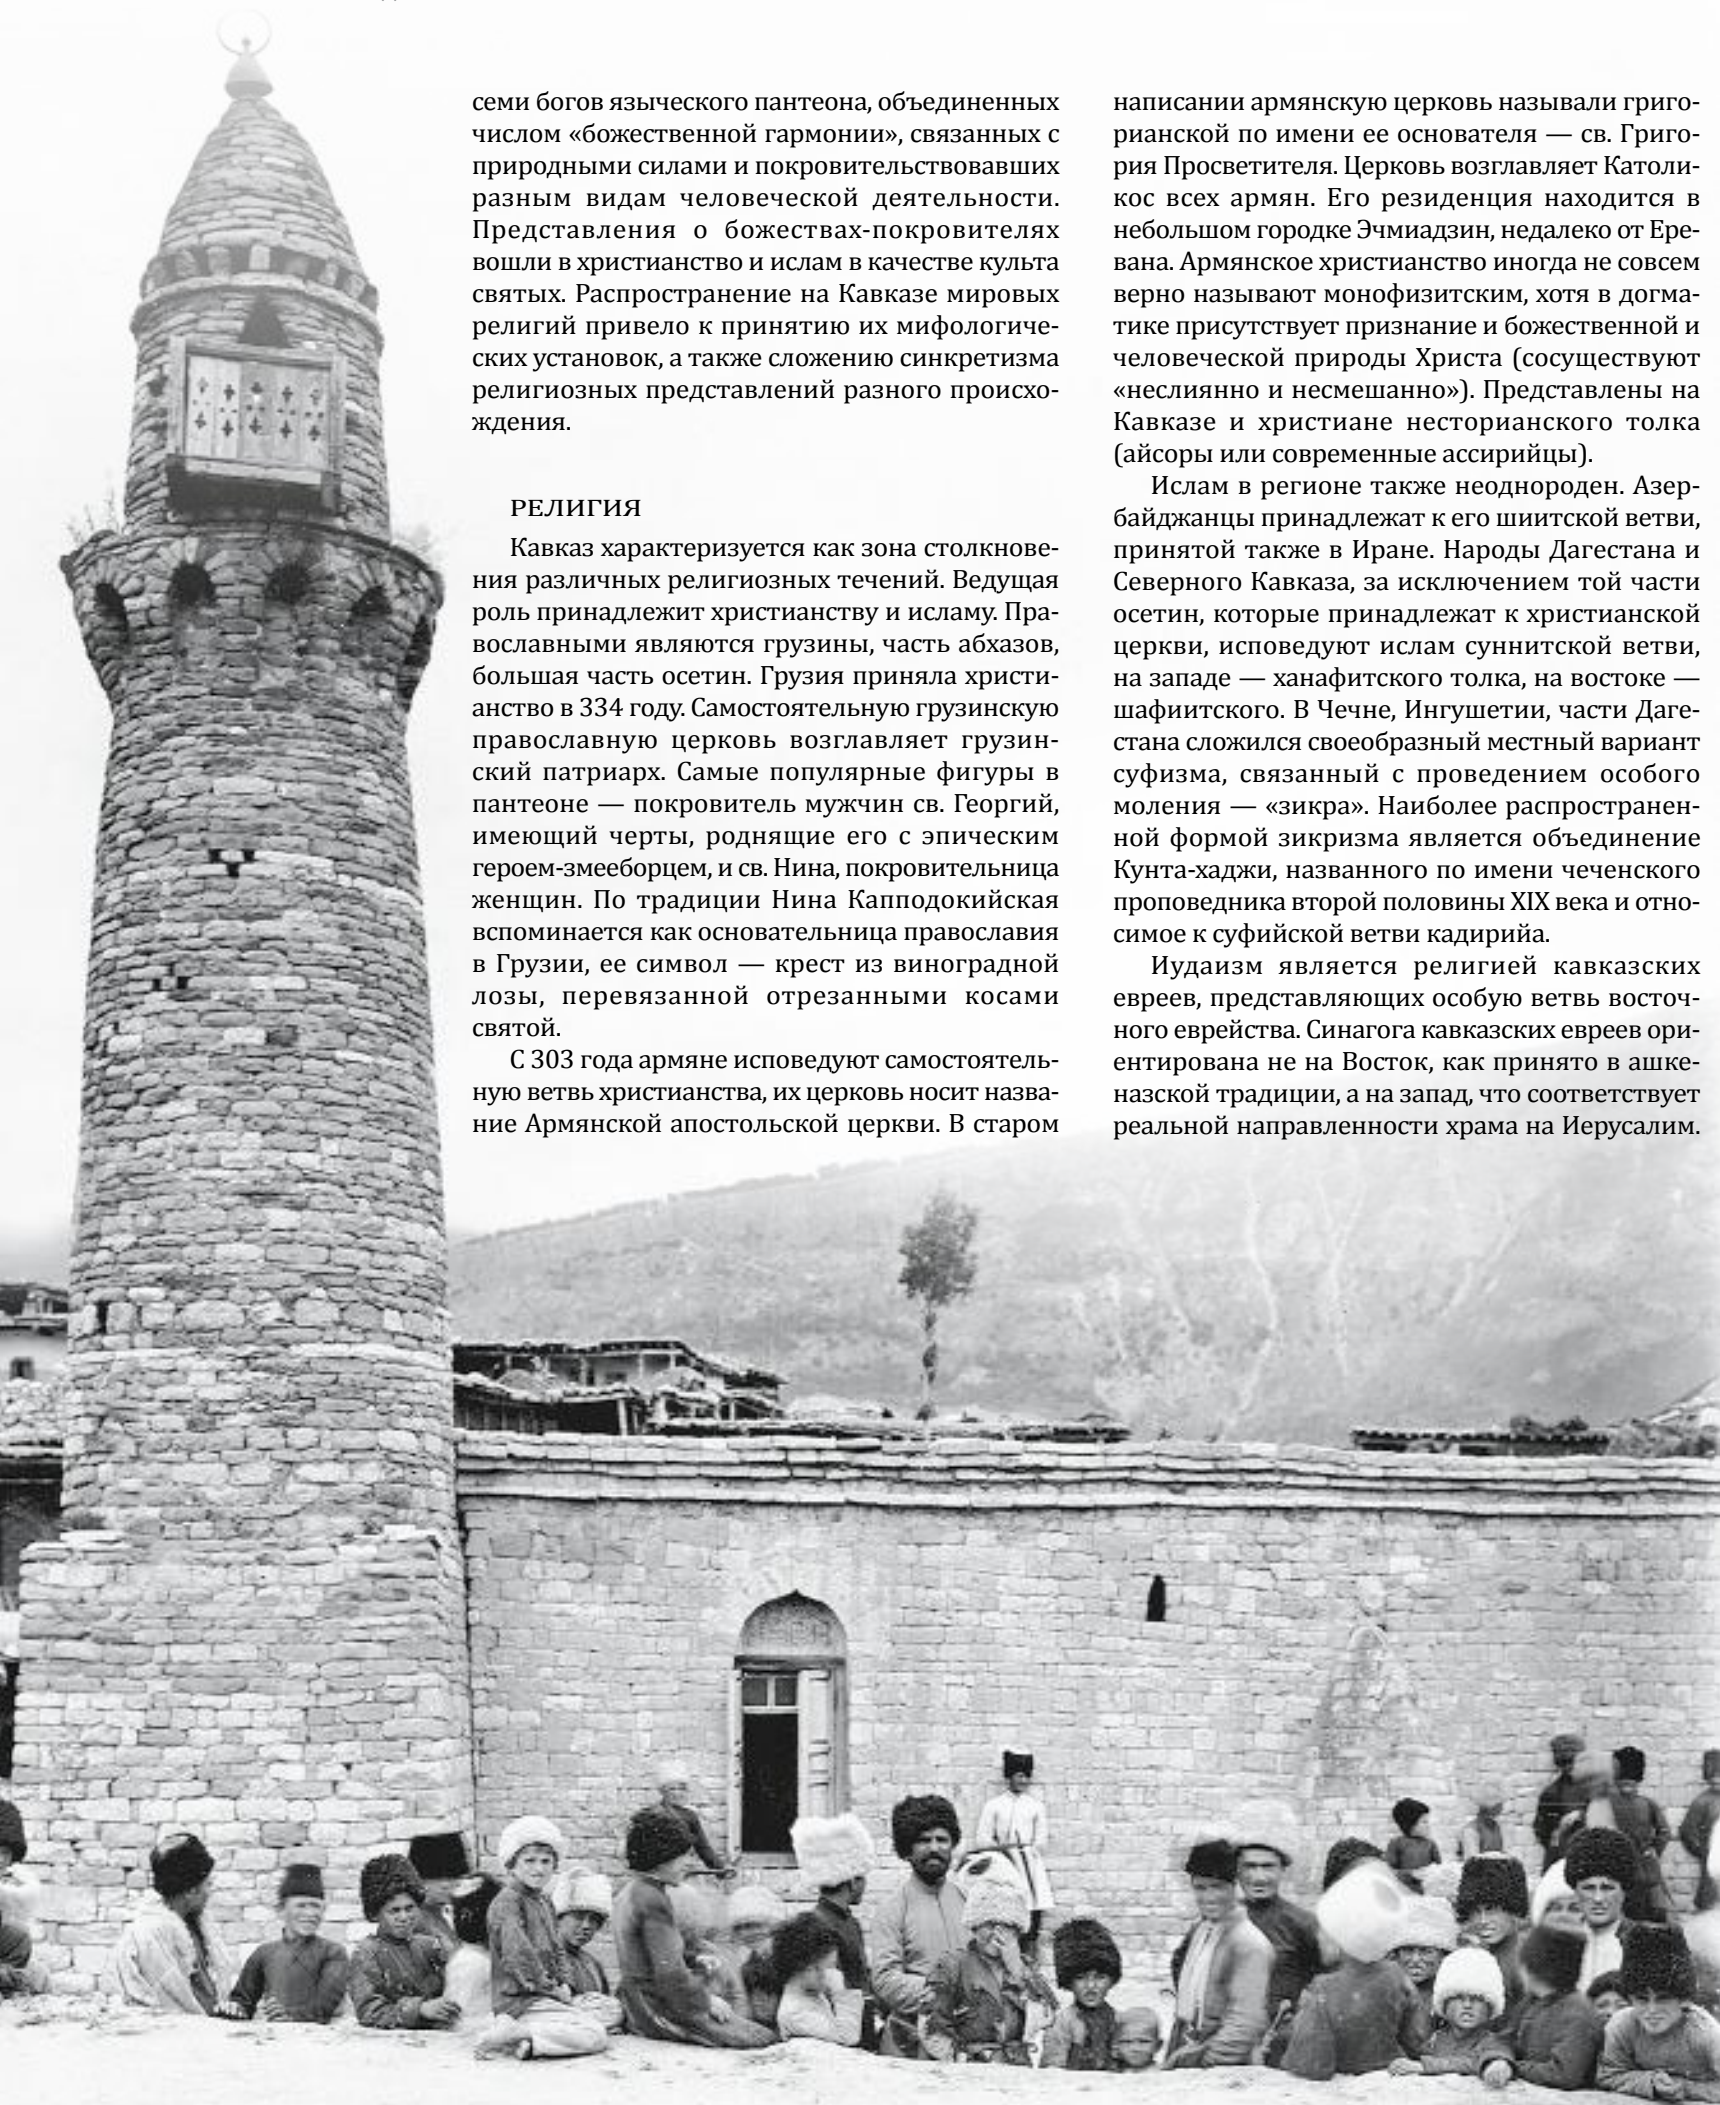 семи богов языческого пантеона, объединенных
числом «божественной гармонии», связанных с
природными силами и покровительствовавших
разным видам человеческой деятельности.
Представления о божествах-покровителях
вошли в христианство и ислам в качестве культа
святых. Распространение на Кавказе мировых
религий привело к принятию их мифологиче-
ских установок, а также сложению синкретизма
религиозных представлений разного происхо-
ждения.
РЕЛИГИЯ
Кавказ характеризуется как зона столкнове-
ния различных религиозных течений. Ведущая
роль принадлежит христианству и исламу. Пра-
вославными являются грузины, часть абхазов,
большая часть осетин. Грузия приняла христи-
анство в 334 году. Самостоятельную грузинскую
православную церковь возглавляет грузин-
ский патриарх. Самые популярные фигуры в
пантеоне — покровитель мужчин св. Георгий,
имеющий черты, роднящие его с эпическим
героем-змееборцем, и св. Нина, покровительница
женщин. По традиции Нина Капподокийская
вспоминается как основательница православия
в Грузии, ее символ — крест из виноградной
лозы, перевязанной отрезанными косами
святой.
С 303 года армяне исповедуют самостоятель-
ную ветвь христианства, их церковь носит назва-
ние Армянской апостольской церкви. В старом
написании армянскую церковь называли григо-
рианской по имени ее основателя — св. Григо-
рия Просветителя. Церковь возглавляет Католи-
кос всех армян. Его резиденция находится в
небольшом городке Эчмиадзин, недалеко от Ере-
вана. Армянское христианство иногда не совсем
верно называют монофизитским, хотя в догма-
тике присутствует признание и божественной и
человеческой природы Христа (сосуществуют
«неслиянно и несмешанно»). Представлены на
Кавказе и христиане несторианского толка
(айсоры или современные ассирийцы).
Ислам в регионе также неоднороден. Азер-
байджанцы принадлежат к его шиитской ветви,
принятой также в Иране. Народы Дагестана и
Северного Кавказа, за исключением той части
осетин, которые принадлежат к христианской
церкви, исповедуют ислам суннитской ветви,
на западе — ханафитского толка, на востоке —
шафиитского. В Чечне, Ингушетии, части Даге-
стана сложился своеобразный местный вариант
суфизма, связанный с проведением особого
моления — «зикра». Наиболее распространен-
ной формой зикризма является объединение
Кунта-хаджи, названного по имени чеченского
проповедника второй половины XIX века и отно-
симое к суфийской ветви кадирийа.
Иудаизм является религией кавказских
евреев, представляющих особую ветвь восточ-
ного еврейства. Синагога кавказских евреев ори-
ентирована не на Восток, как принято в ашке-
назской традиции, а на запад, что соответствует
реальной направленности храма на Иерусалим.